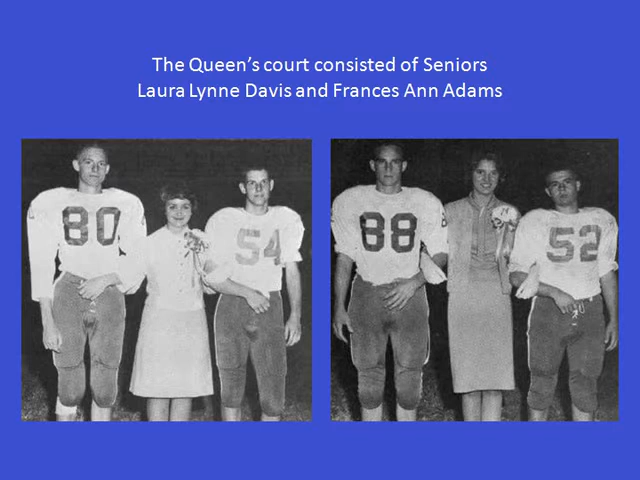 The Queen’s court consisted of Seniors
Laura Lynne Davis and Frances Ann Adams
80
54
88
52